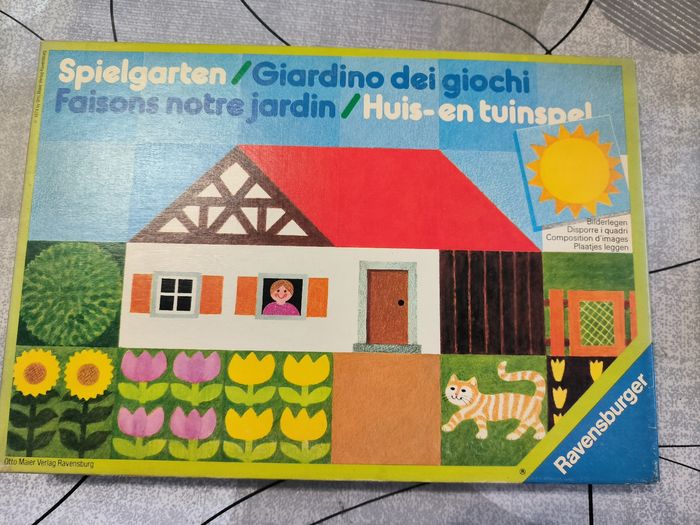 Spielgarten / Giardino dei giochi
Faisons notre jardin / Huis- en tuinspel
Bilderlegen
Disporre i quadri
Composition d'images
Plaatjes leggen
Ravensburger
®
Otto Maier Verlag Ravensburg